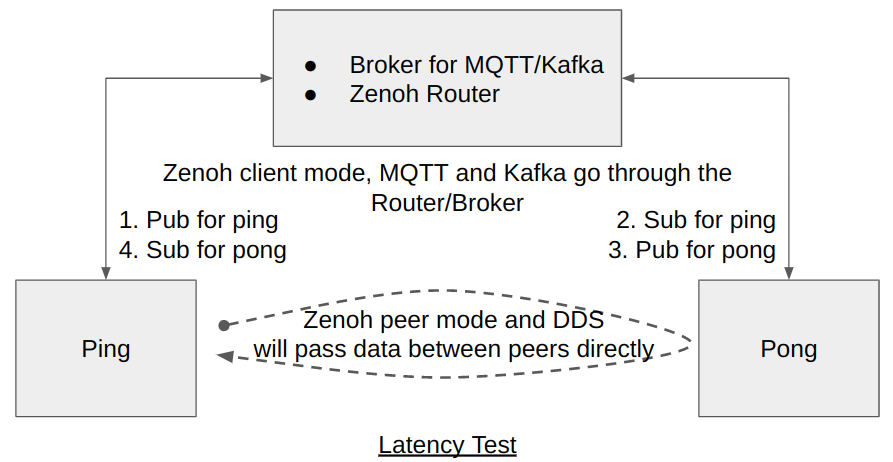 ● Broker for MQTT/Kafka
● Zenoh Router
Zenoh client mode, MQTT and Kafka go through the
Router/Broker
1. Pub for ping
4. Sub for pong
2. Sub for ping
3. Pub for pong
Ping
Zenoh peer mode and DDS
will pass data between peers directly
Pong
Latency Test